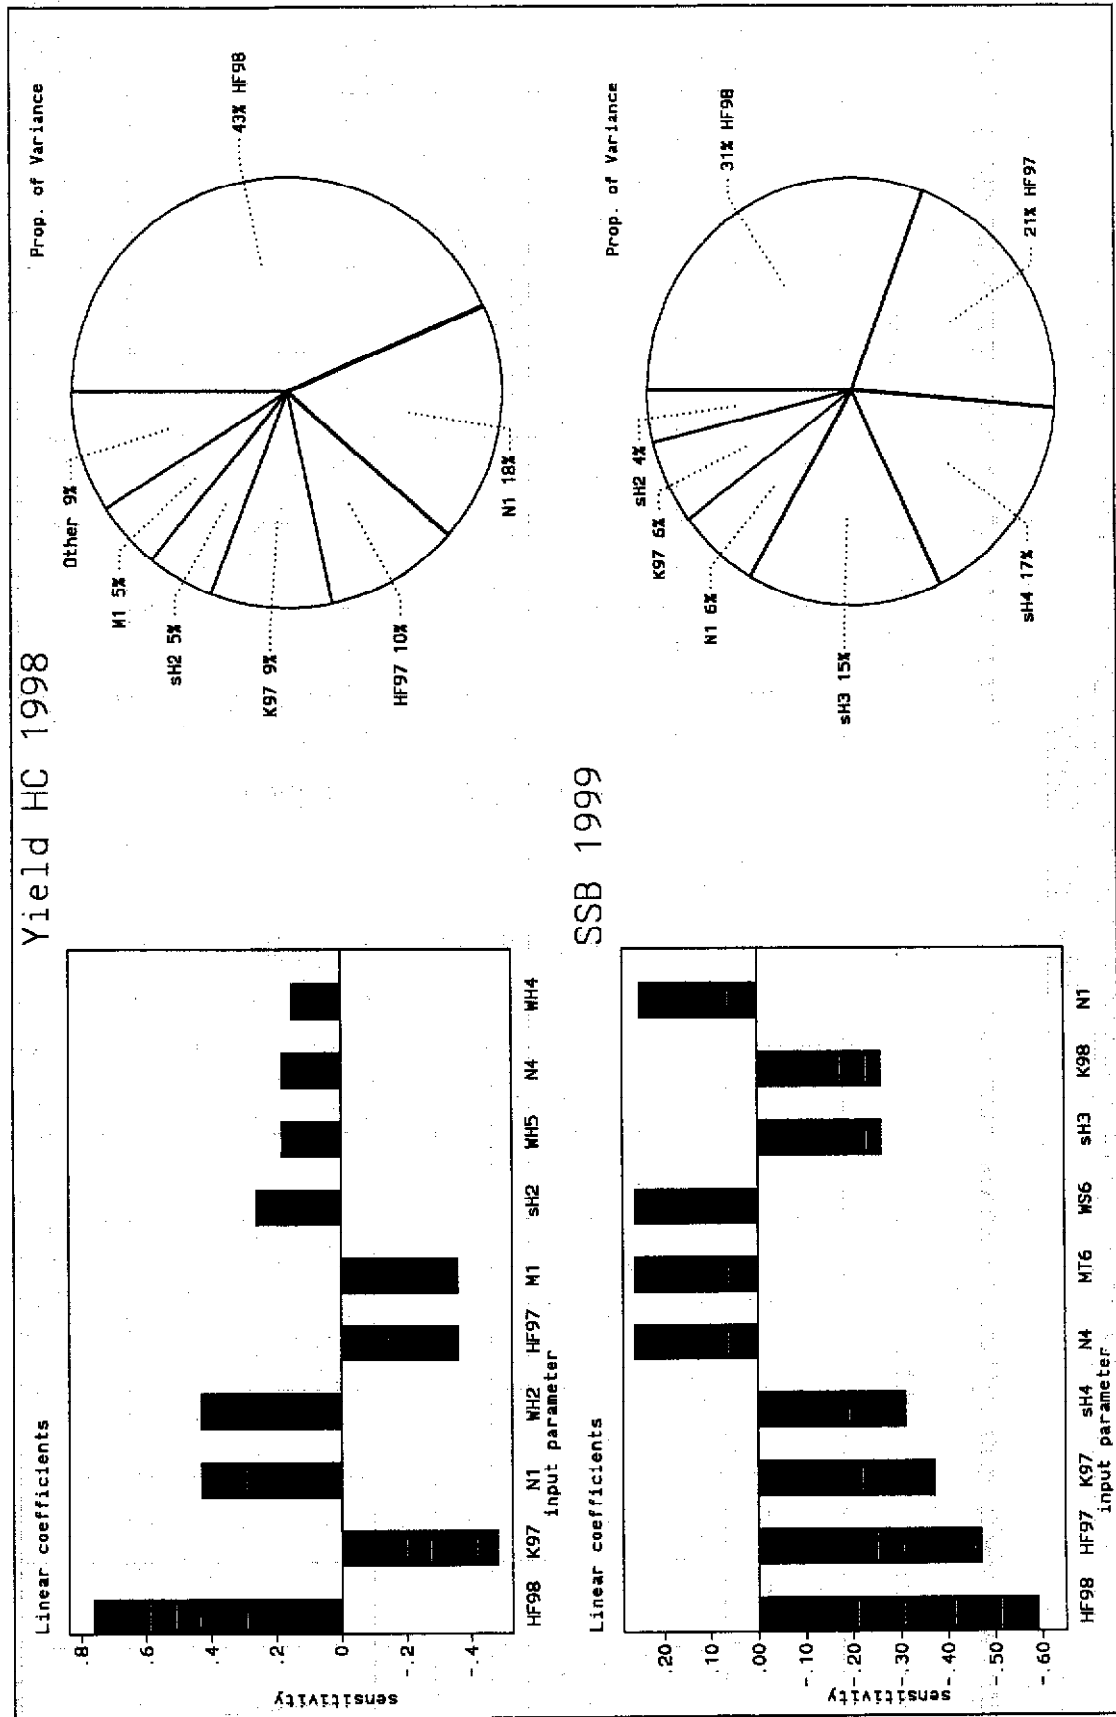 Yield HC 1998
Linear coefficients
sensitivity
.8
.6
.4
.2
0
-.2
-.4
HF98 K97 N1 WH2 HF97 M1 sH2 WH5 N4 WH4
input parameter
Prop. of Variance
43% HF98
N1 18%
HF97 10%
K97 9%
sH2 5%
M1 5%
Other 9%
SSB 1999
Linear coefficients
sensitivity
.20
.10
.00
-.10
-.20
-.30
-.40
-.50
-.60
HF98 HF97 K97 sH4 N4 MT6 WS6 sH3 K98 N1
input parameter
Prop. of Variance
31% HF98
21% HF97
sH4 17%
sH3 15%
N1 6%
K97 6%
sH2 4%